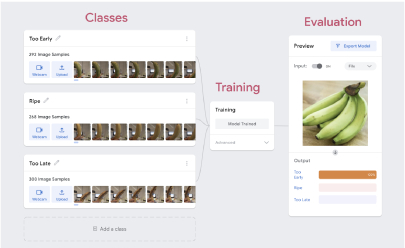 Classes
Evaluation
Training
Too Early
292 Image Samples
Webcam
Upload
Ripe
268 Image Samples
Webcam
Upload
Too Late
300 Image Samples
Webcam
Upload
Add a class
Training
Model Trained
Advanced
Preview
Export Model
Input:
ON
File
Output
Too
Early
Ripe
Too Late